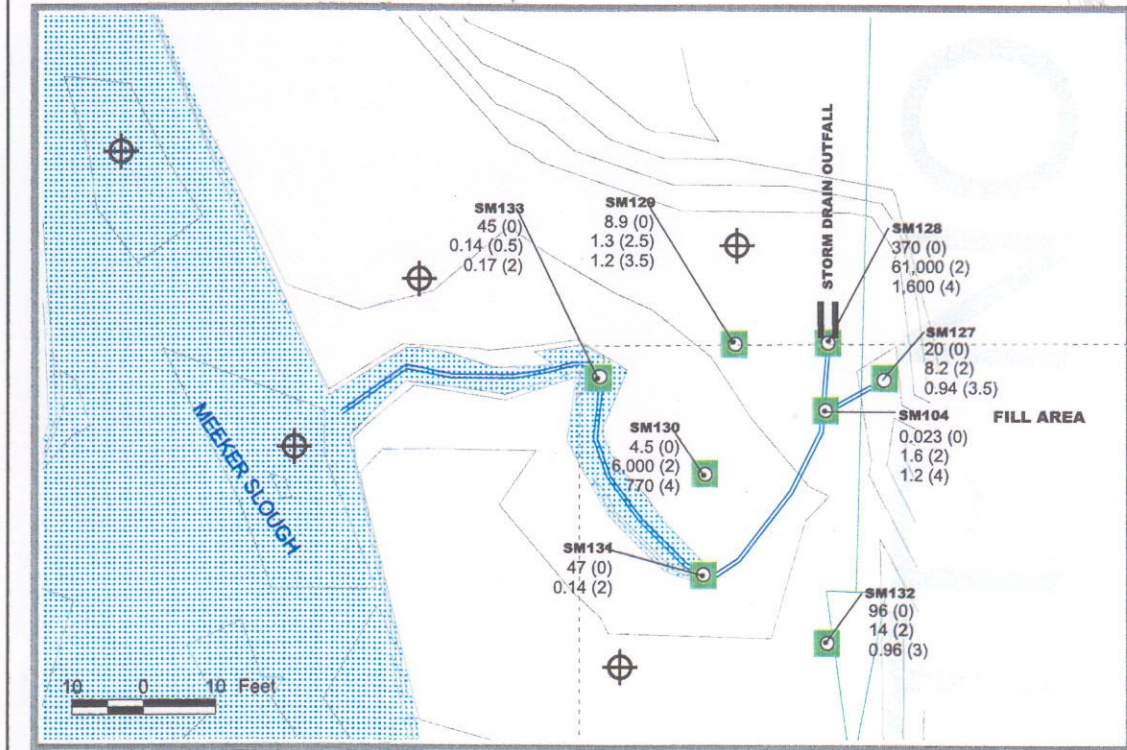 SM133
45 (0)
0.14 (0.5)
0.17 (2)
SM129
8.9 (0)
1.3 (2.5)
1.2 (3.5)
STORM DRAIN OUTFALL
SM128
370 (0)
61,000 (2)
1,600 (4)
SM127
20 (0)
8.2 (2)
0.94 (3.5)
SM104
0.023 (0)
1.6 (2)
1.2 (4)
FILL AREA
SM130
4.5 (0)
6,000 (2)
770 (4)
MEEKER SLOUGH
SM131
47 (0)
0.14 (2)
SM132
96 (0)
14 (2)
0.96 (3)
10 0 10 Feet